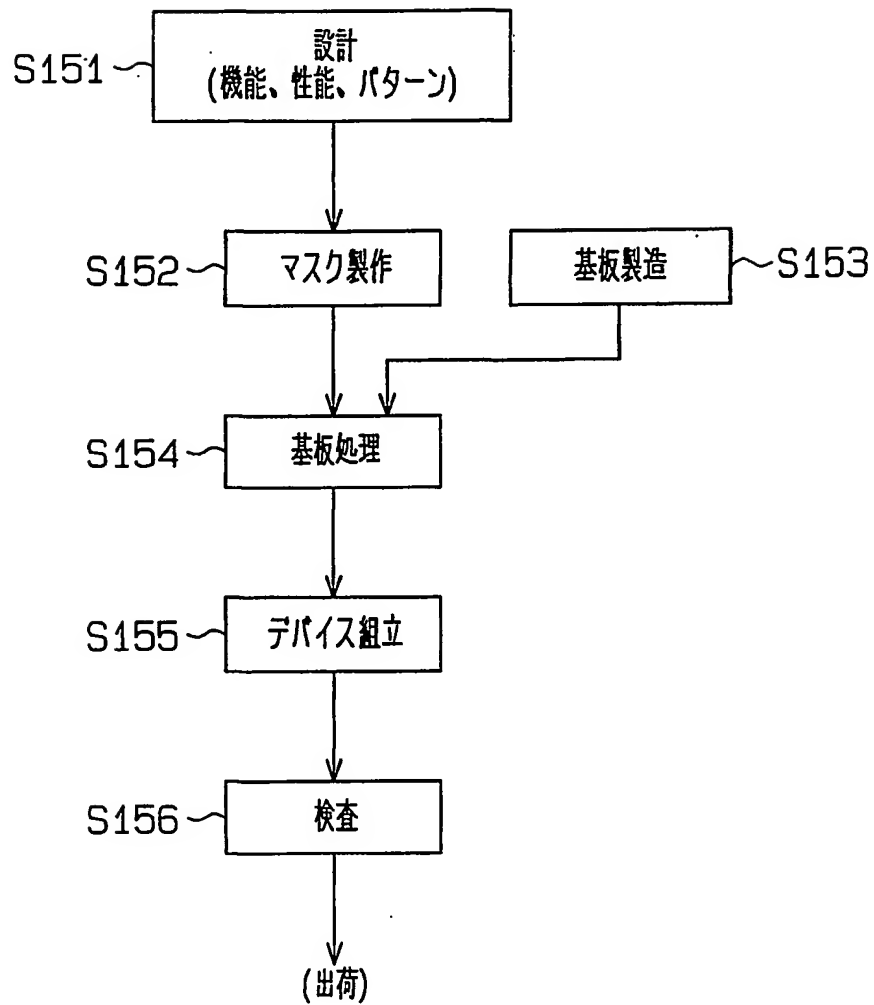 S151
設計
(機能、性能、パターン)
S152
マスク製作
基板製造
S153
S154
基板処理
S155
デバイス組立
S156
検査
(出荷)